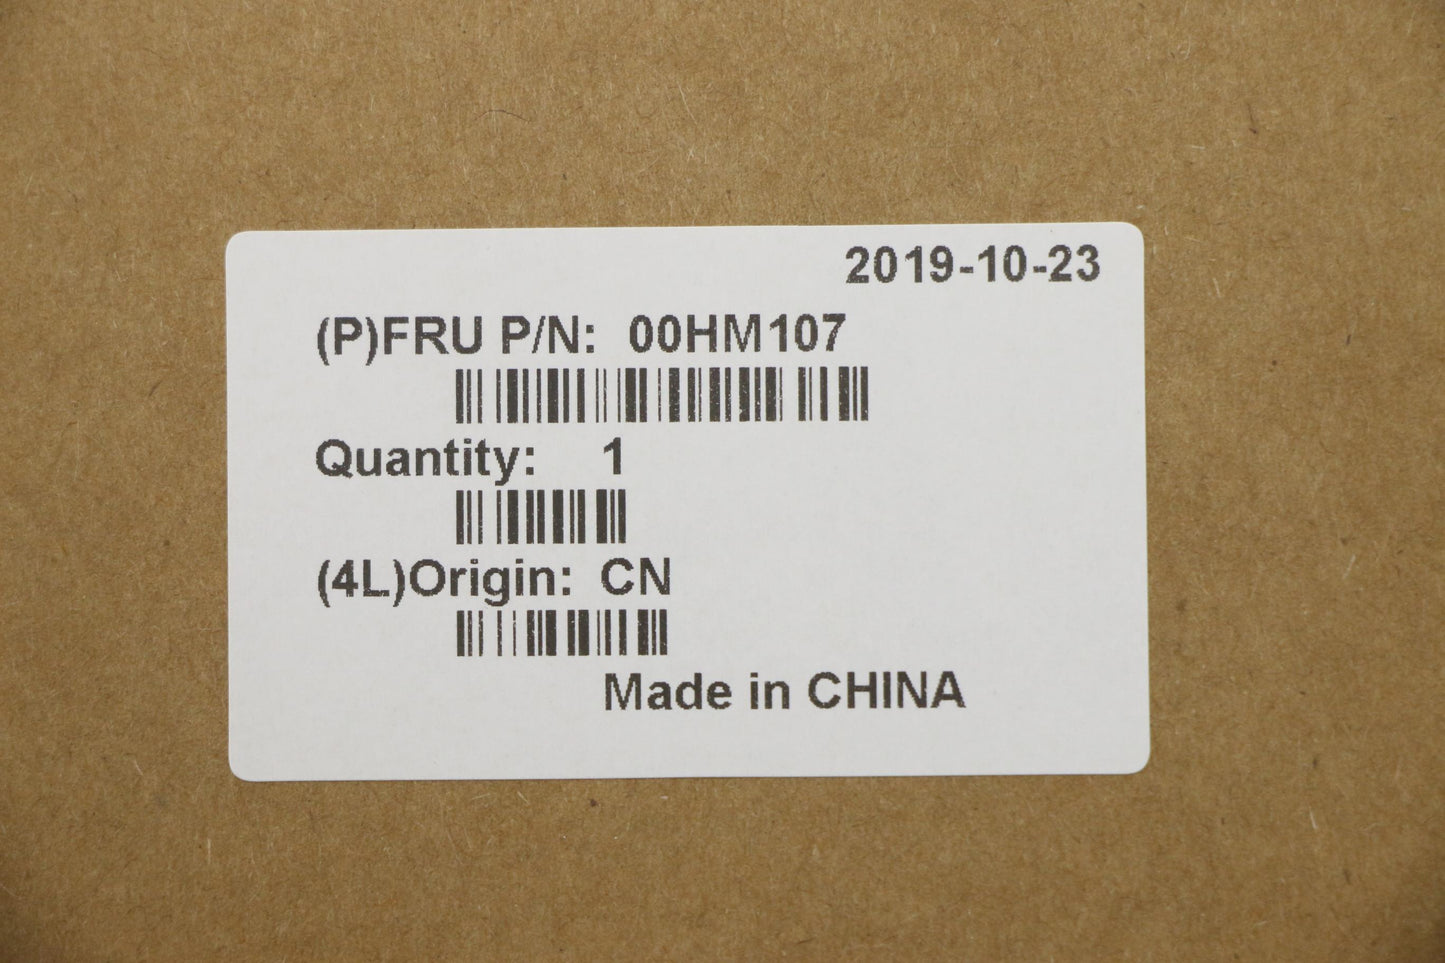 2019-10-23
(P)FRU P/N: 00HM107
Quantity: 1
(4L)Origin: CN
Made in CHINA